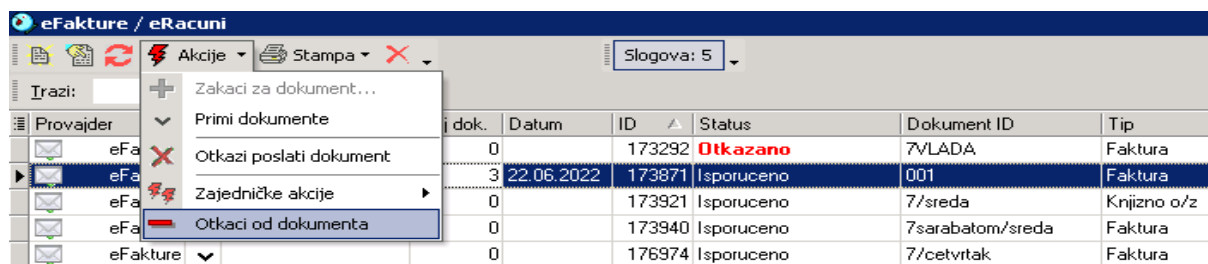 eFakture / eRacuni
Akcije Stampa Slogova: 5
Trazi: Zakaci za dokument...
Primi dokumente
Otkazi poslati dokument
Zajedničke akcije
Otkaci od dokumenta
Provajder j dok. Datum ID Status Dokument ID Tip
eFa 0 173292 Otkazano 7VLADA Faktura
eFa 3 22.06.2022 173871 Isporuceno 001 Faktura
eFa 0 173921 Isporuceno 7/sreda Knjizno o/z
eFa 0 173940 Isporuceno 7sarabatom/sreda Faktura
eFakture 0 176974 Isporuceno 7/cetvrtak Faktura